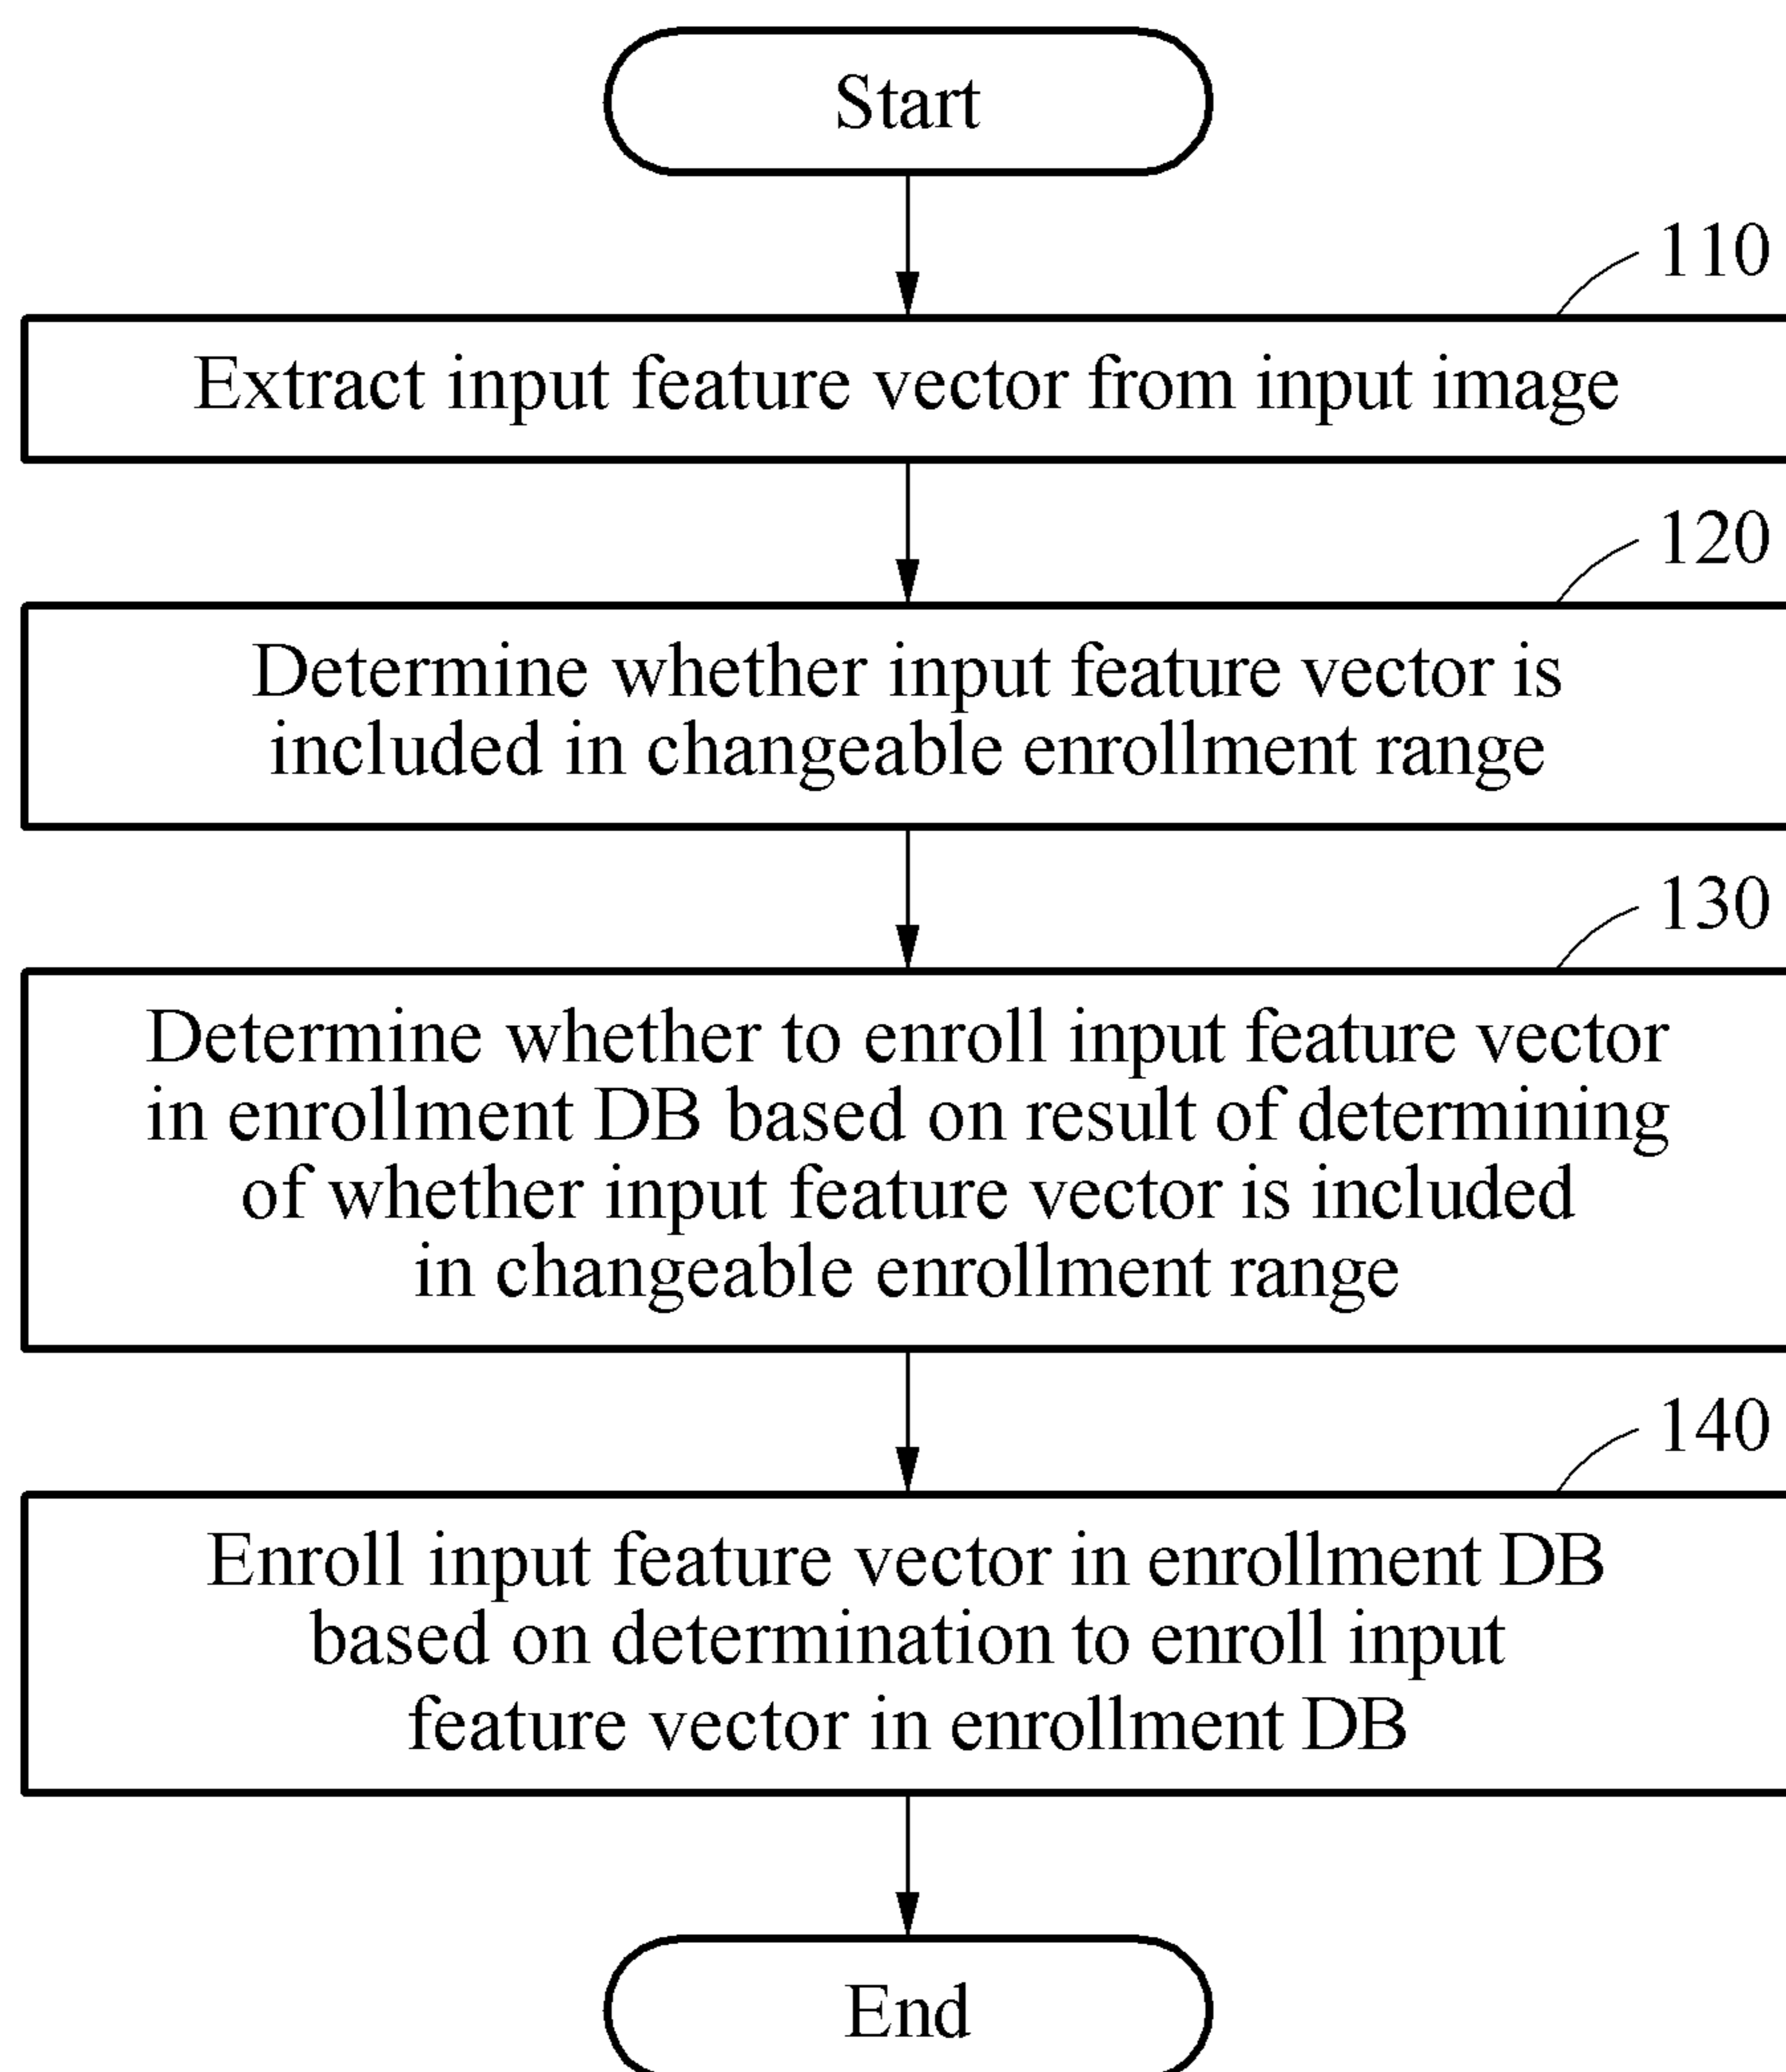 Start
110
Extract input feature vector from input image
120
Determine whether input feature vector is
included in changeable enrollment range
130
Determine whether to enroll input feature vector
in enrollment DB based on result of determining
of whether input feature vector is included
in changeable enrollment range
140
Enroll input feature vector in enrollment DB
based on determination to enroll input
feature vector in enrollment DB
End